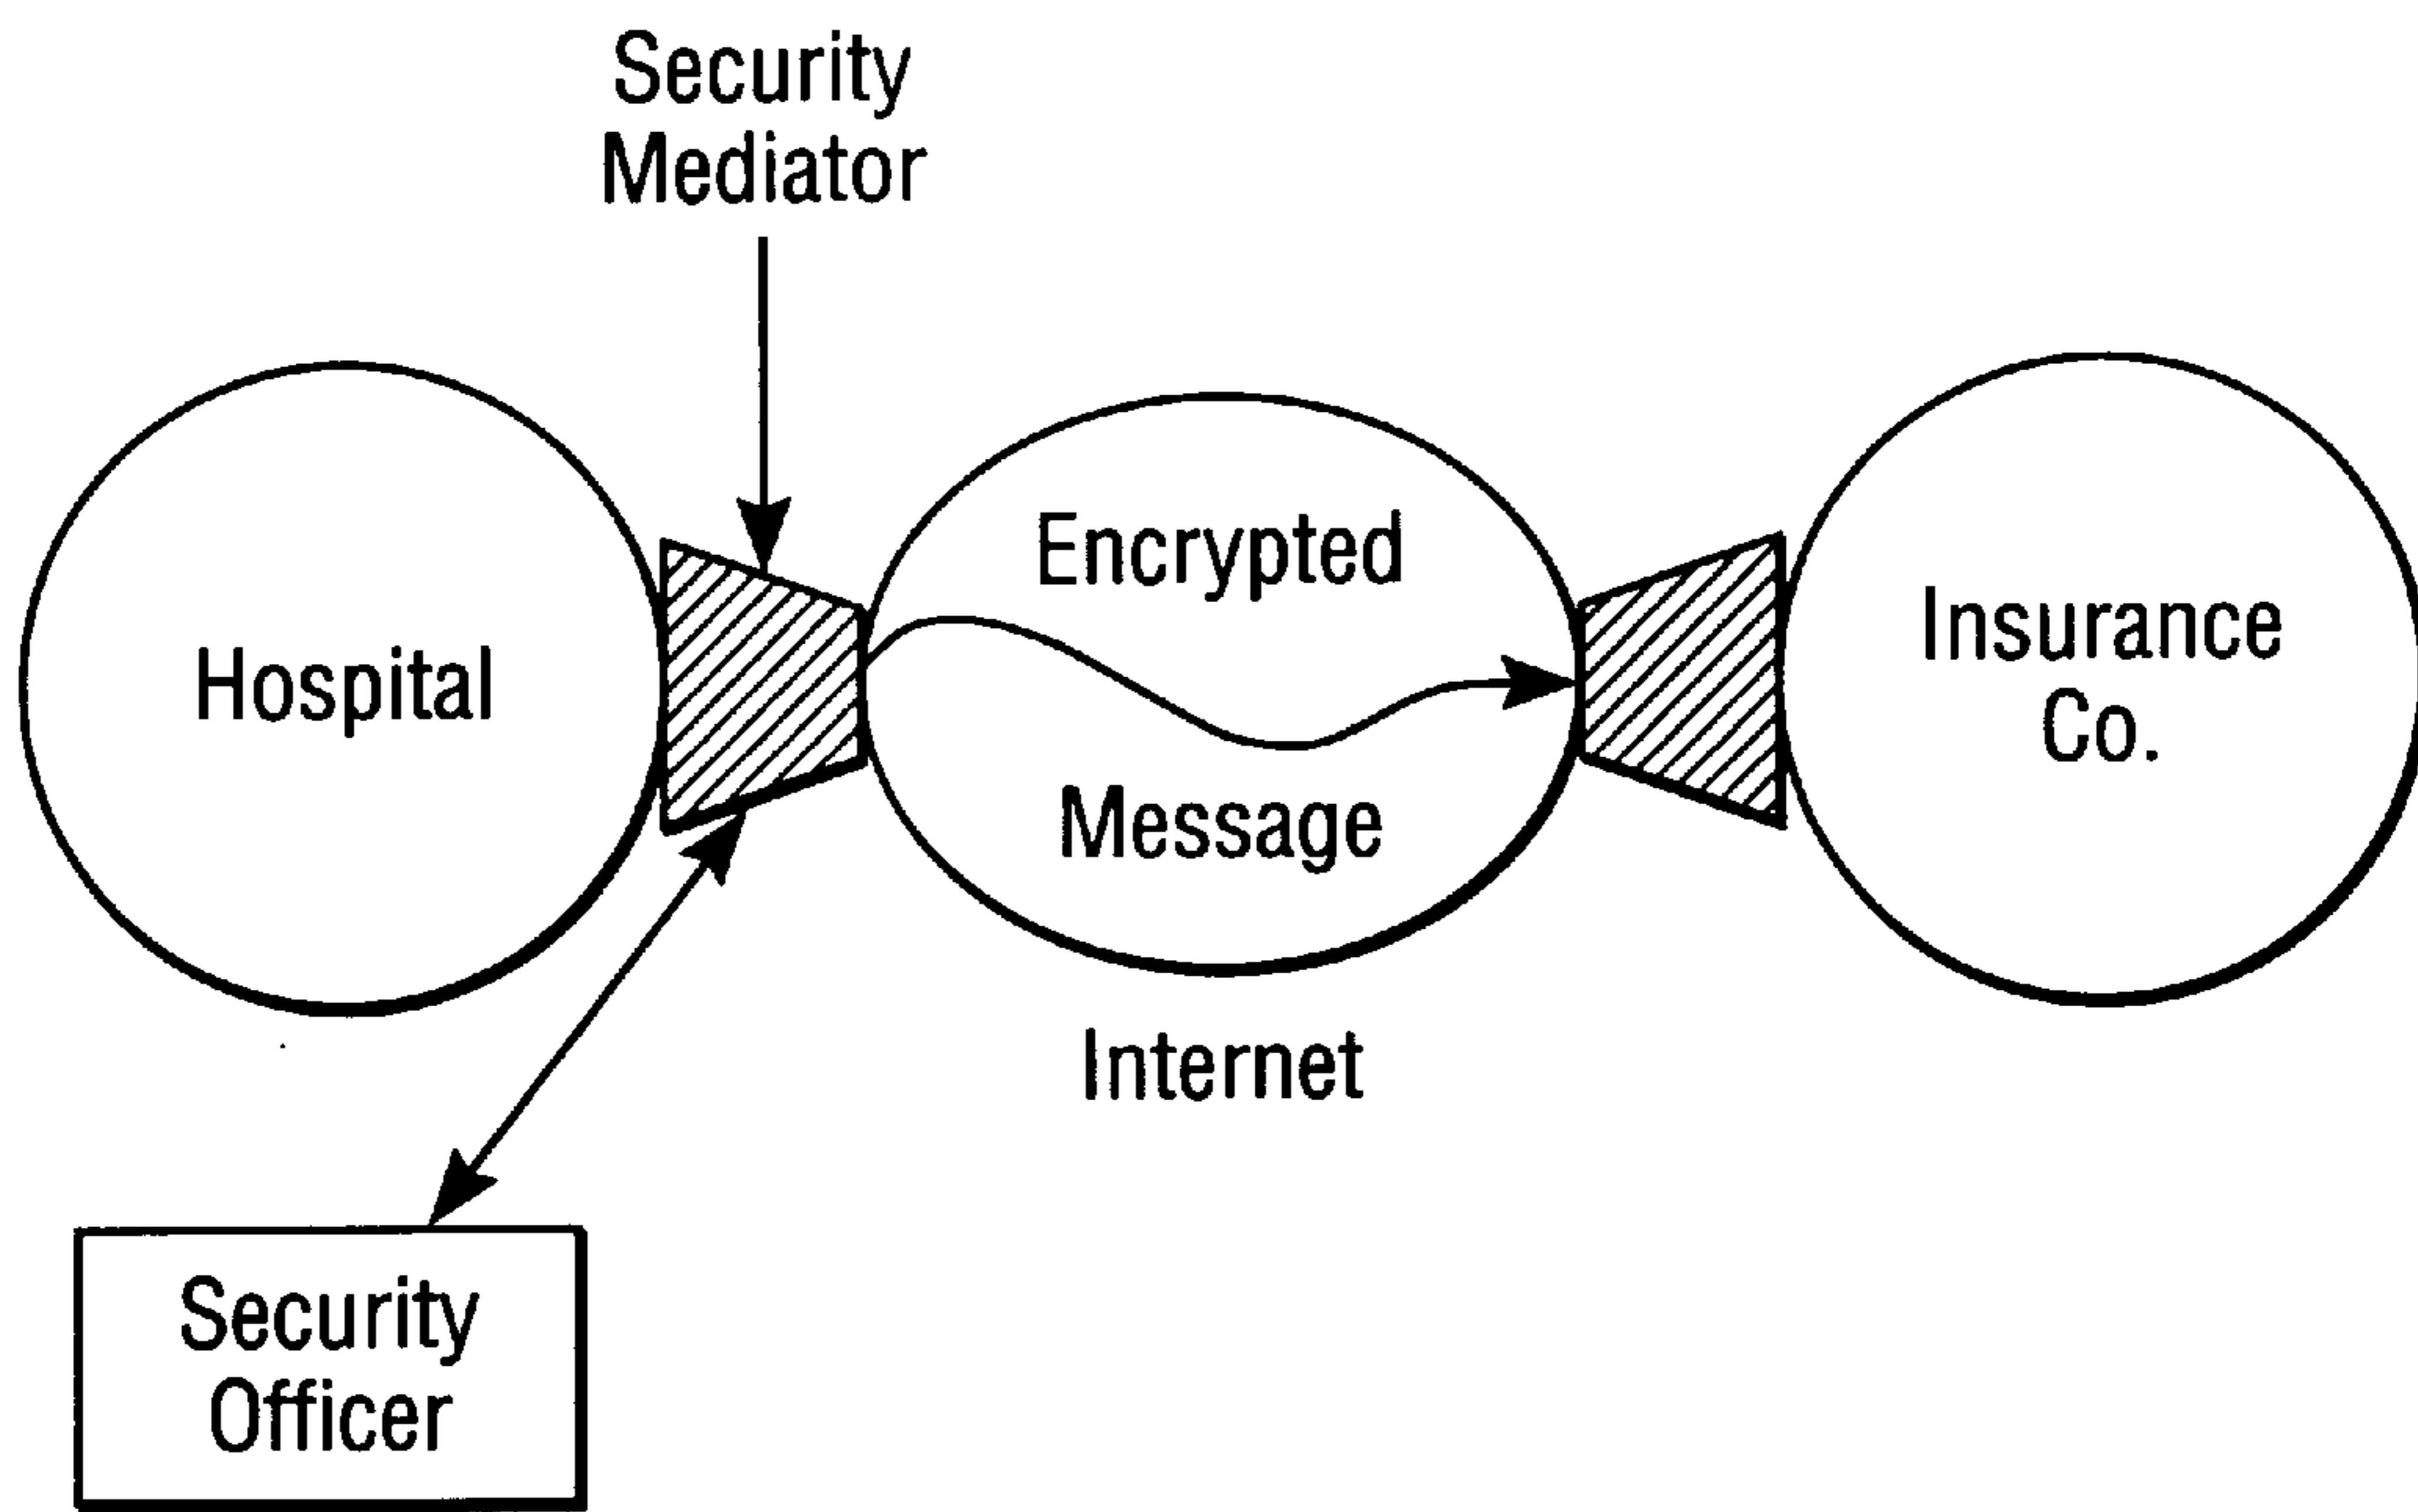 Security
Mediator
Hospital
Encrypted
Message
Insurance
Co.
Internet
Security
Officer